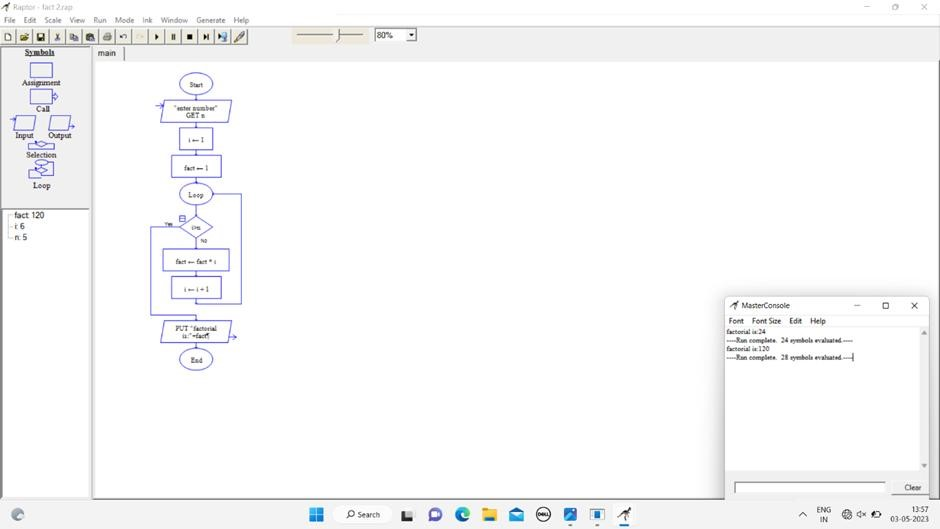 Raptor - fact 2.rap
File Edit Scale View Run Mode Ink Window Generate Help
80%
Symbols
main
Assignment
Call
Input Output
Selection
Loop
fact: 120
i: 6
n: 5
Start
"enter number"
GET n
i ← 1
fact ← 1
Loop
Yes
i>n
No
fact ← fact * i
i ← i + 1
PUT "factorial
is:"+fact¶
End
MasterConsole
Font Font Size Edit Help
factorial is:24
----Run complete. 24 symbols evaluated.----
factorial is:120
----Run complete. 28 symbols evaluated.----
Clear
Search
DELL
ENG
IN
13:57
03-05-2023